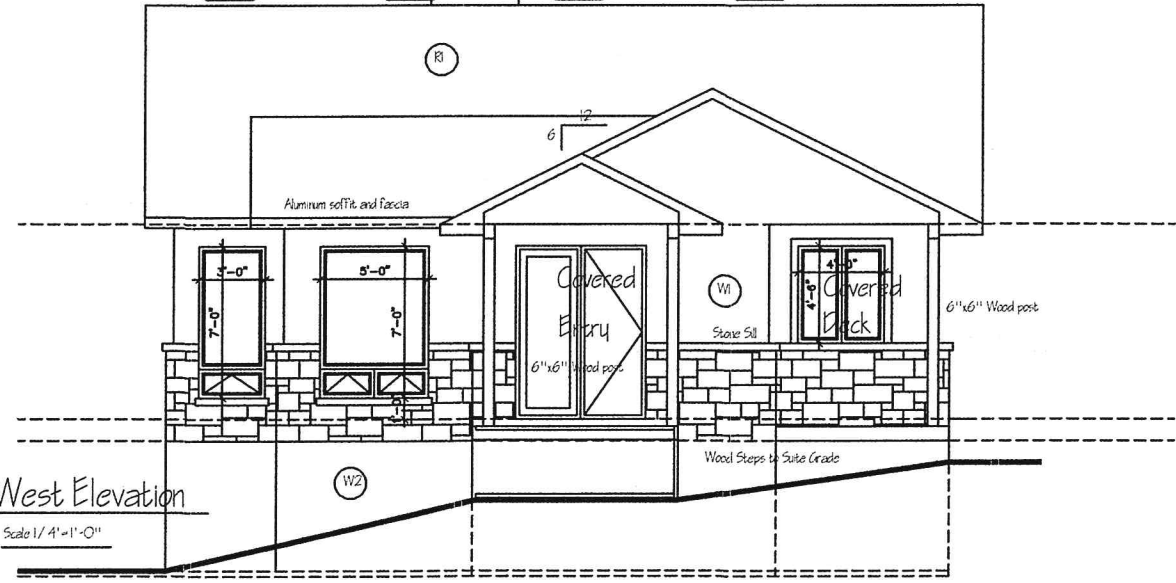 R1
12
6
Aluminum soffit and fascia
3'-0"
5'-0"
4'-0"
Covered
Entry
Covered
Deck
W1
7'-0"
7'-0"
4'-6"
6"x6" Wood post
Stone Sill
6"x6" Wood post
Wood Steps to Suite Grade
W2
West Elevation
Scale 1/4"=1'-0"